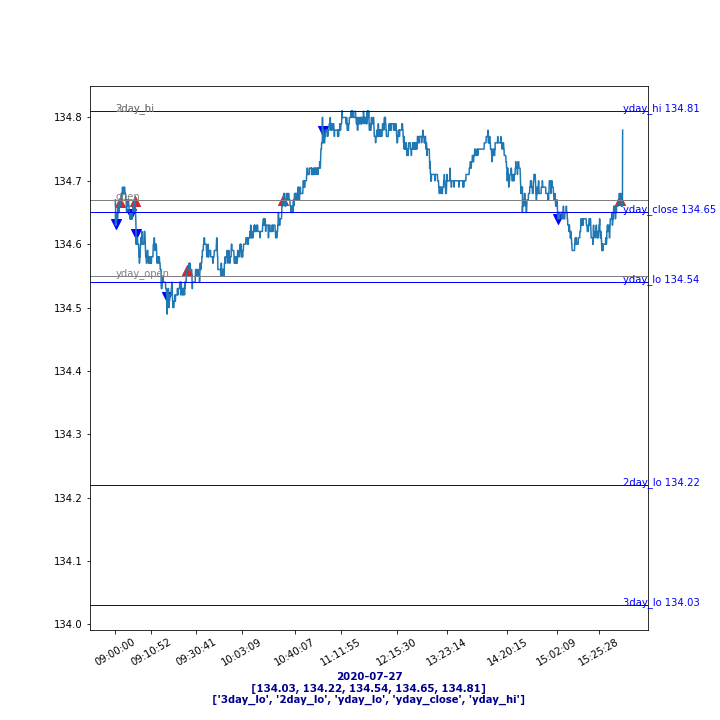 3day_hi
yday_hi 134.81
134.8
134.7
open
yday_close 134.65
134.6
yday_open
yday_lo 134.54
134.5
134.4
134.3
2day_lo 134.22
134.2
134.1
3day_lo 134.03
134.0
09:00:00 09:10:52 09:30:41 10:03:09 10:40:07 11:11:55 12:15:30 13:23:14 14:20:15 15:02:09 15:25:28
2020-07-27
[134.03, 134.22, 134.54, 134.65, 134.81]
['3day_lo', '2day_lo', 'yday_lo', 'yday_close', 'yday_hi']